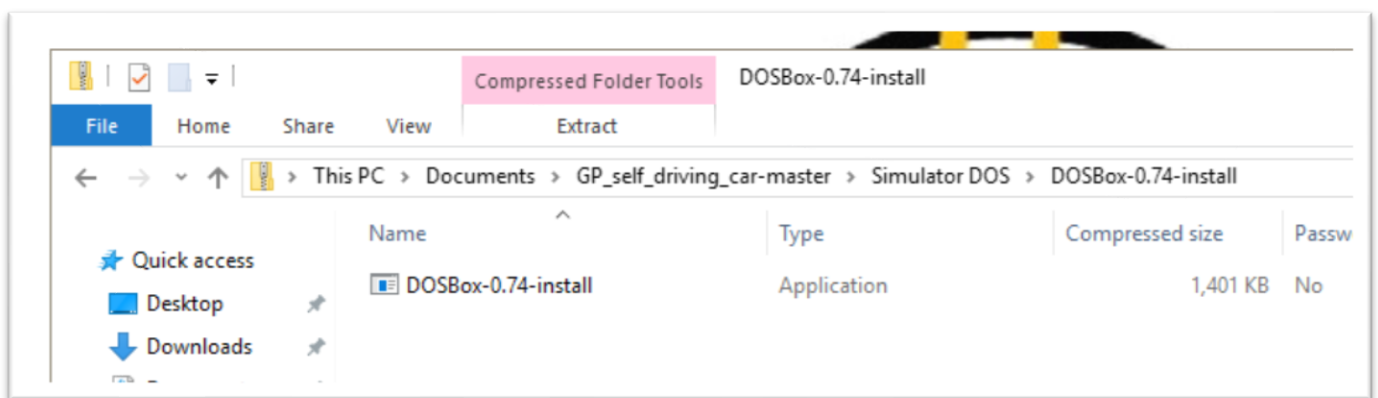 Compressed Folder Tools DOSBox-0.74-install
File Home Share View Extract
This PC > Documents > GP_self_driving_car-master > Simulator DOS > DOSBox-0.74-install
Name Type Compressed size Passw
Quick access
DOSBox-0.74-install Application 1,401 KB No
Desktop
Downloads